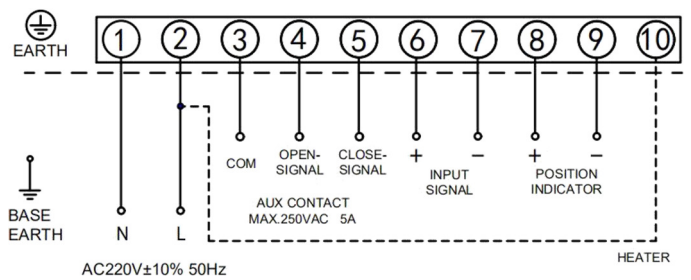 EARTH
1 2 3 4 5 6 7 8 9 10
COM
OPEN-
SIGNAL
CLOSE-
SIGNAL
+ -
INPUT
SIGNAL
+ -
POSITION
INDICATOR
AUX CONTACT
MAX.250VAC 5A
BASE
EARTH
N L
HEATER
AC220V±10% 50Hz